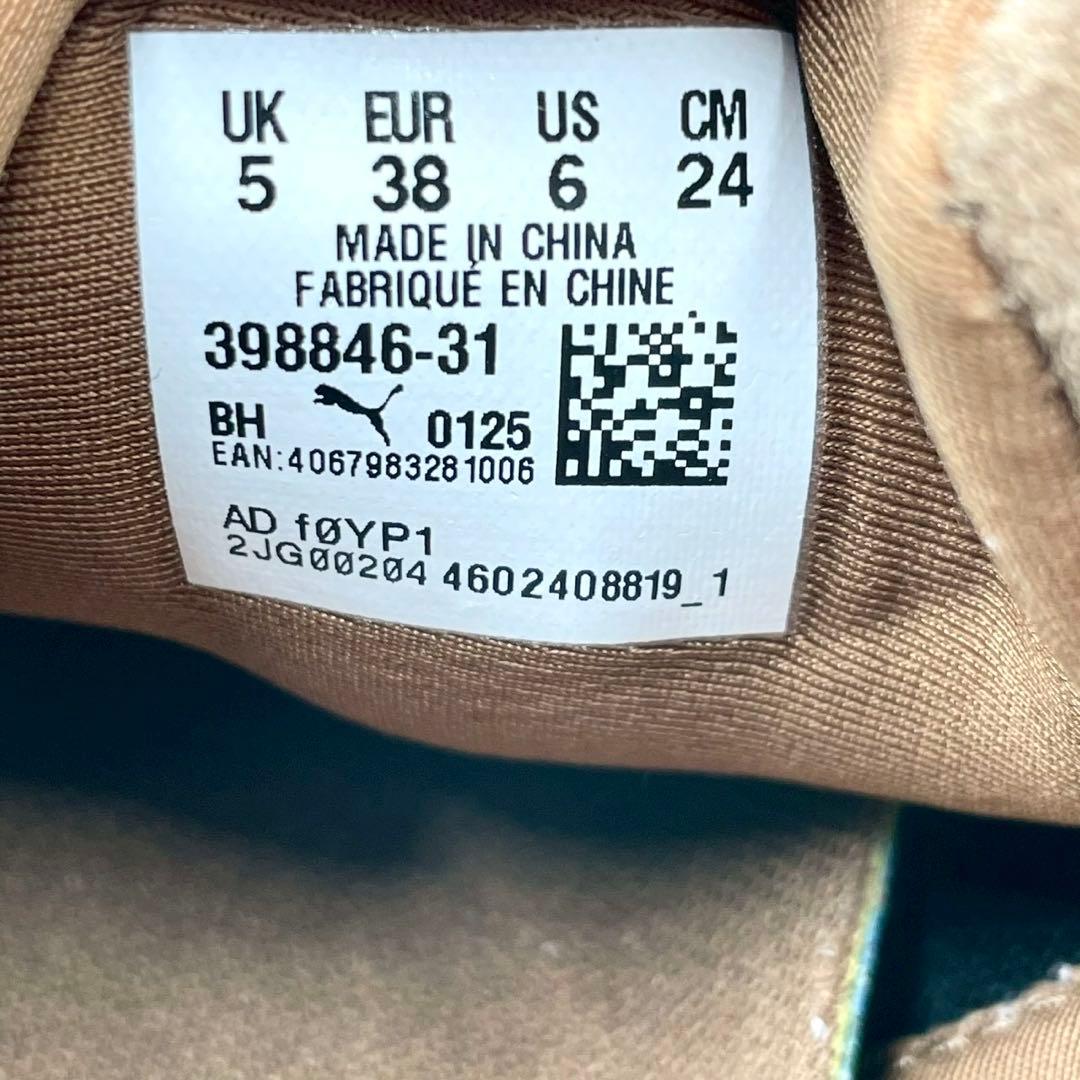 UK EUR US CM
5 38 6 24
MADE IN CHINA
FABRIQUÉ EN CHINE
398846-31
BH 0125
EAN:4067983281006
AD fØYP1
2JGØØ2Ø4 4602408819_1